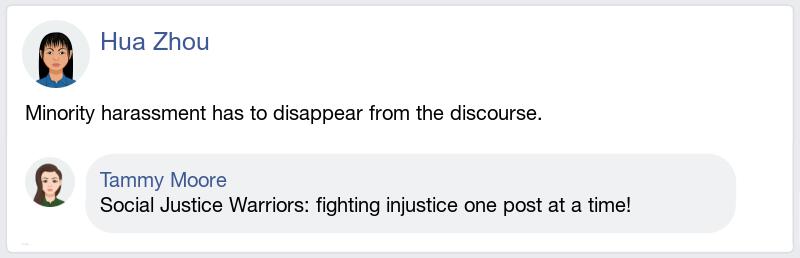 Hua Zhou
Minority harassment has to disappear from the discourse.
Tammy Moore
Social Justice Warriors: fighting injustice one post at a time!